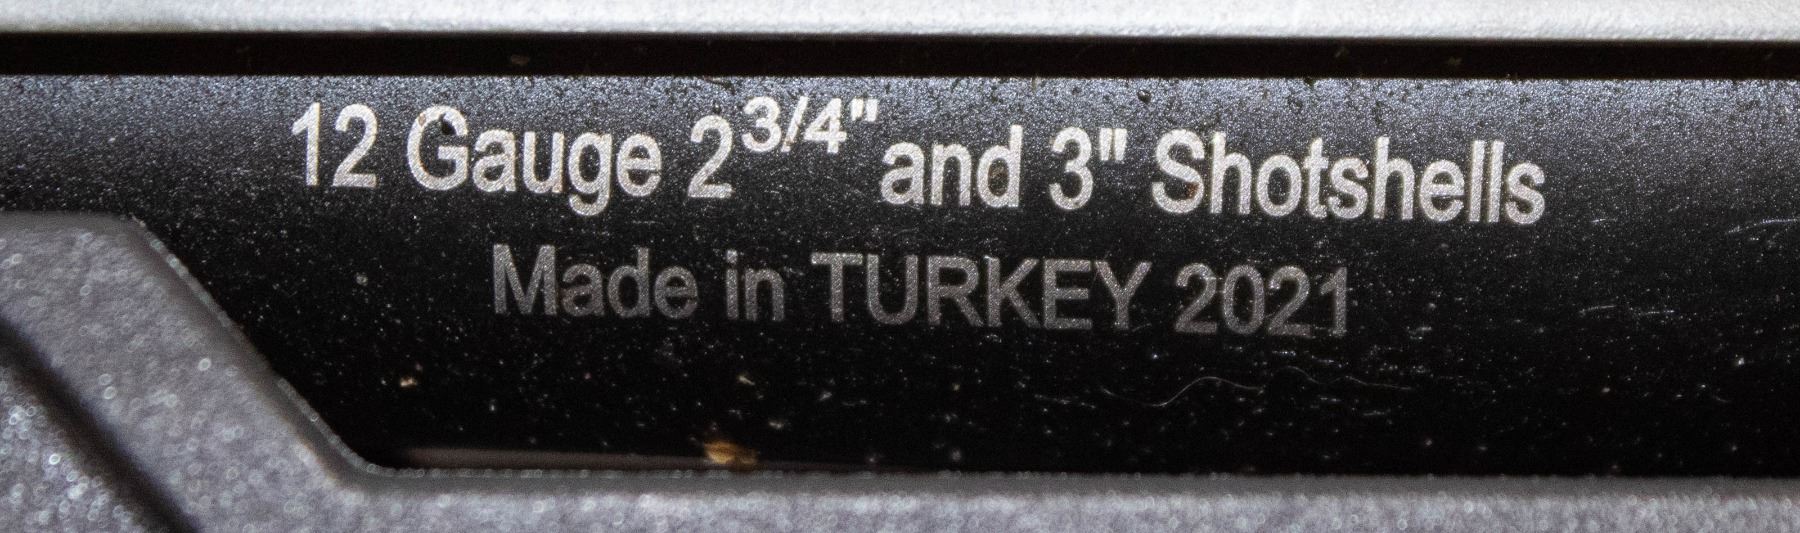 12 Gauge 2 3/4" and 3" Shotshells
Made in TURKEY 2021